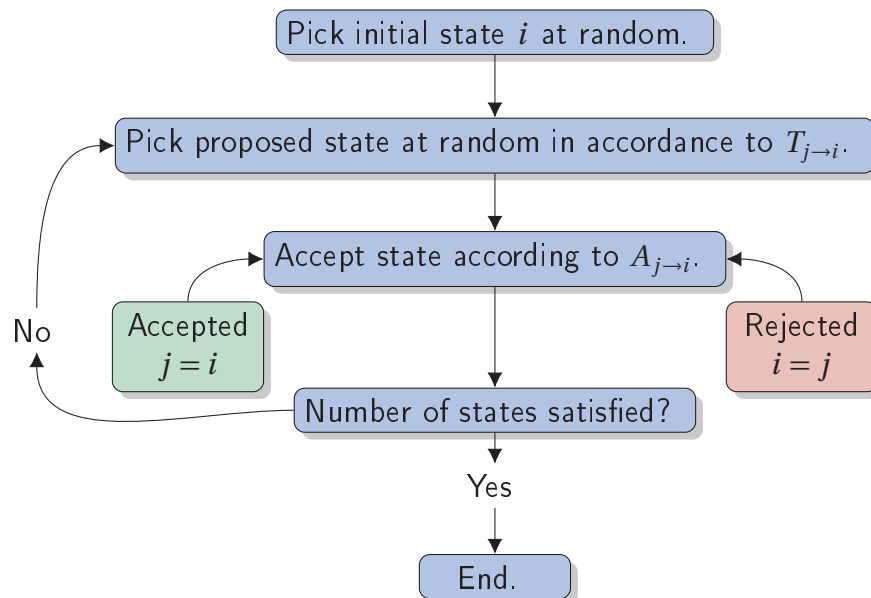 Pick initial state i at random.
Pick proposed state at random in accordance to T_{j→i}.
Accept state according to A_{j→i}.
No
Accepted
j = i
Rejected
i = j
Number of states satisfied?
Yes
End.